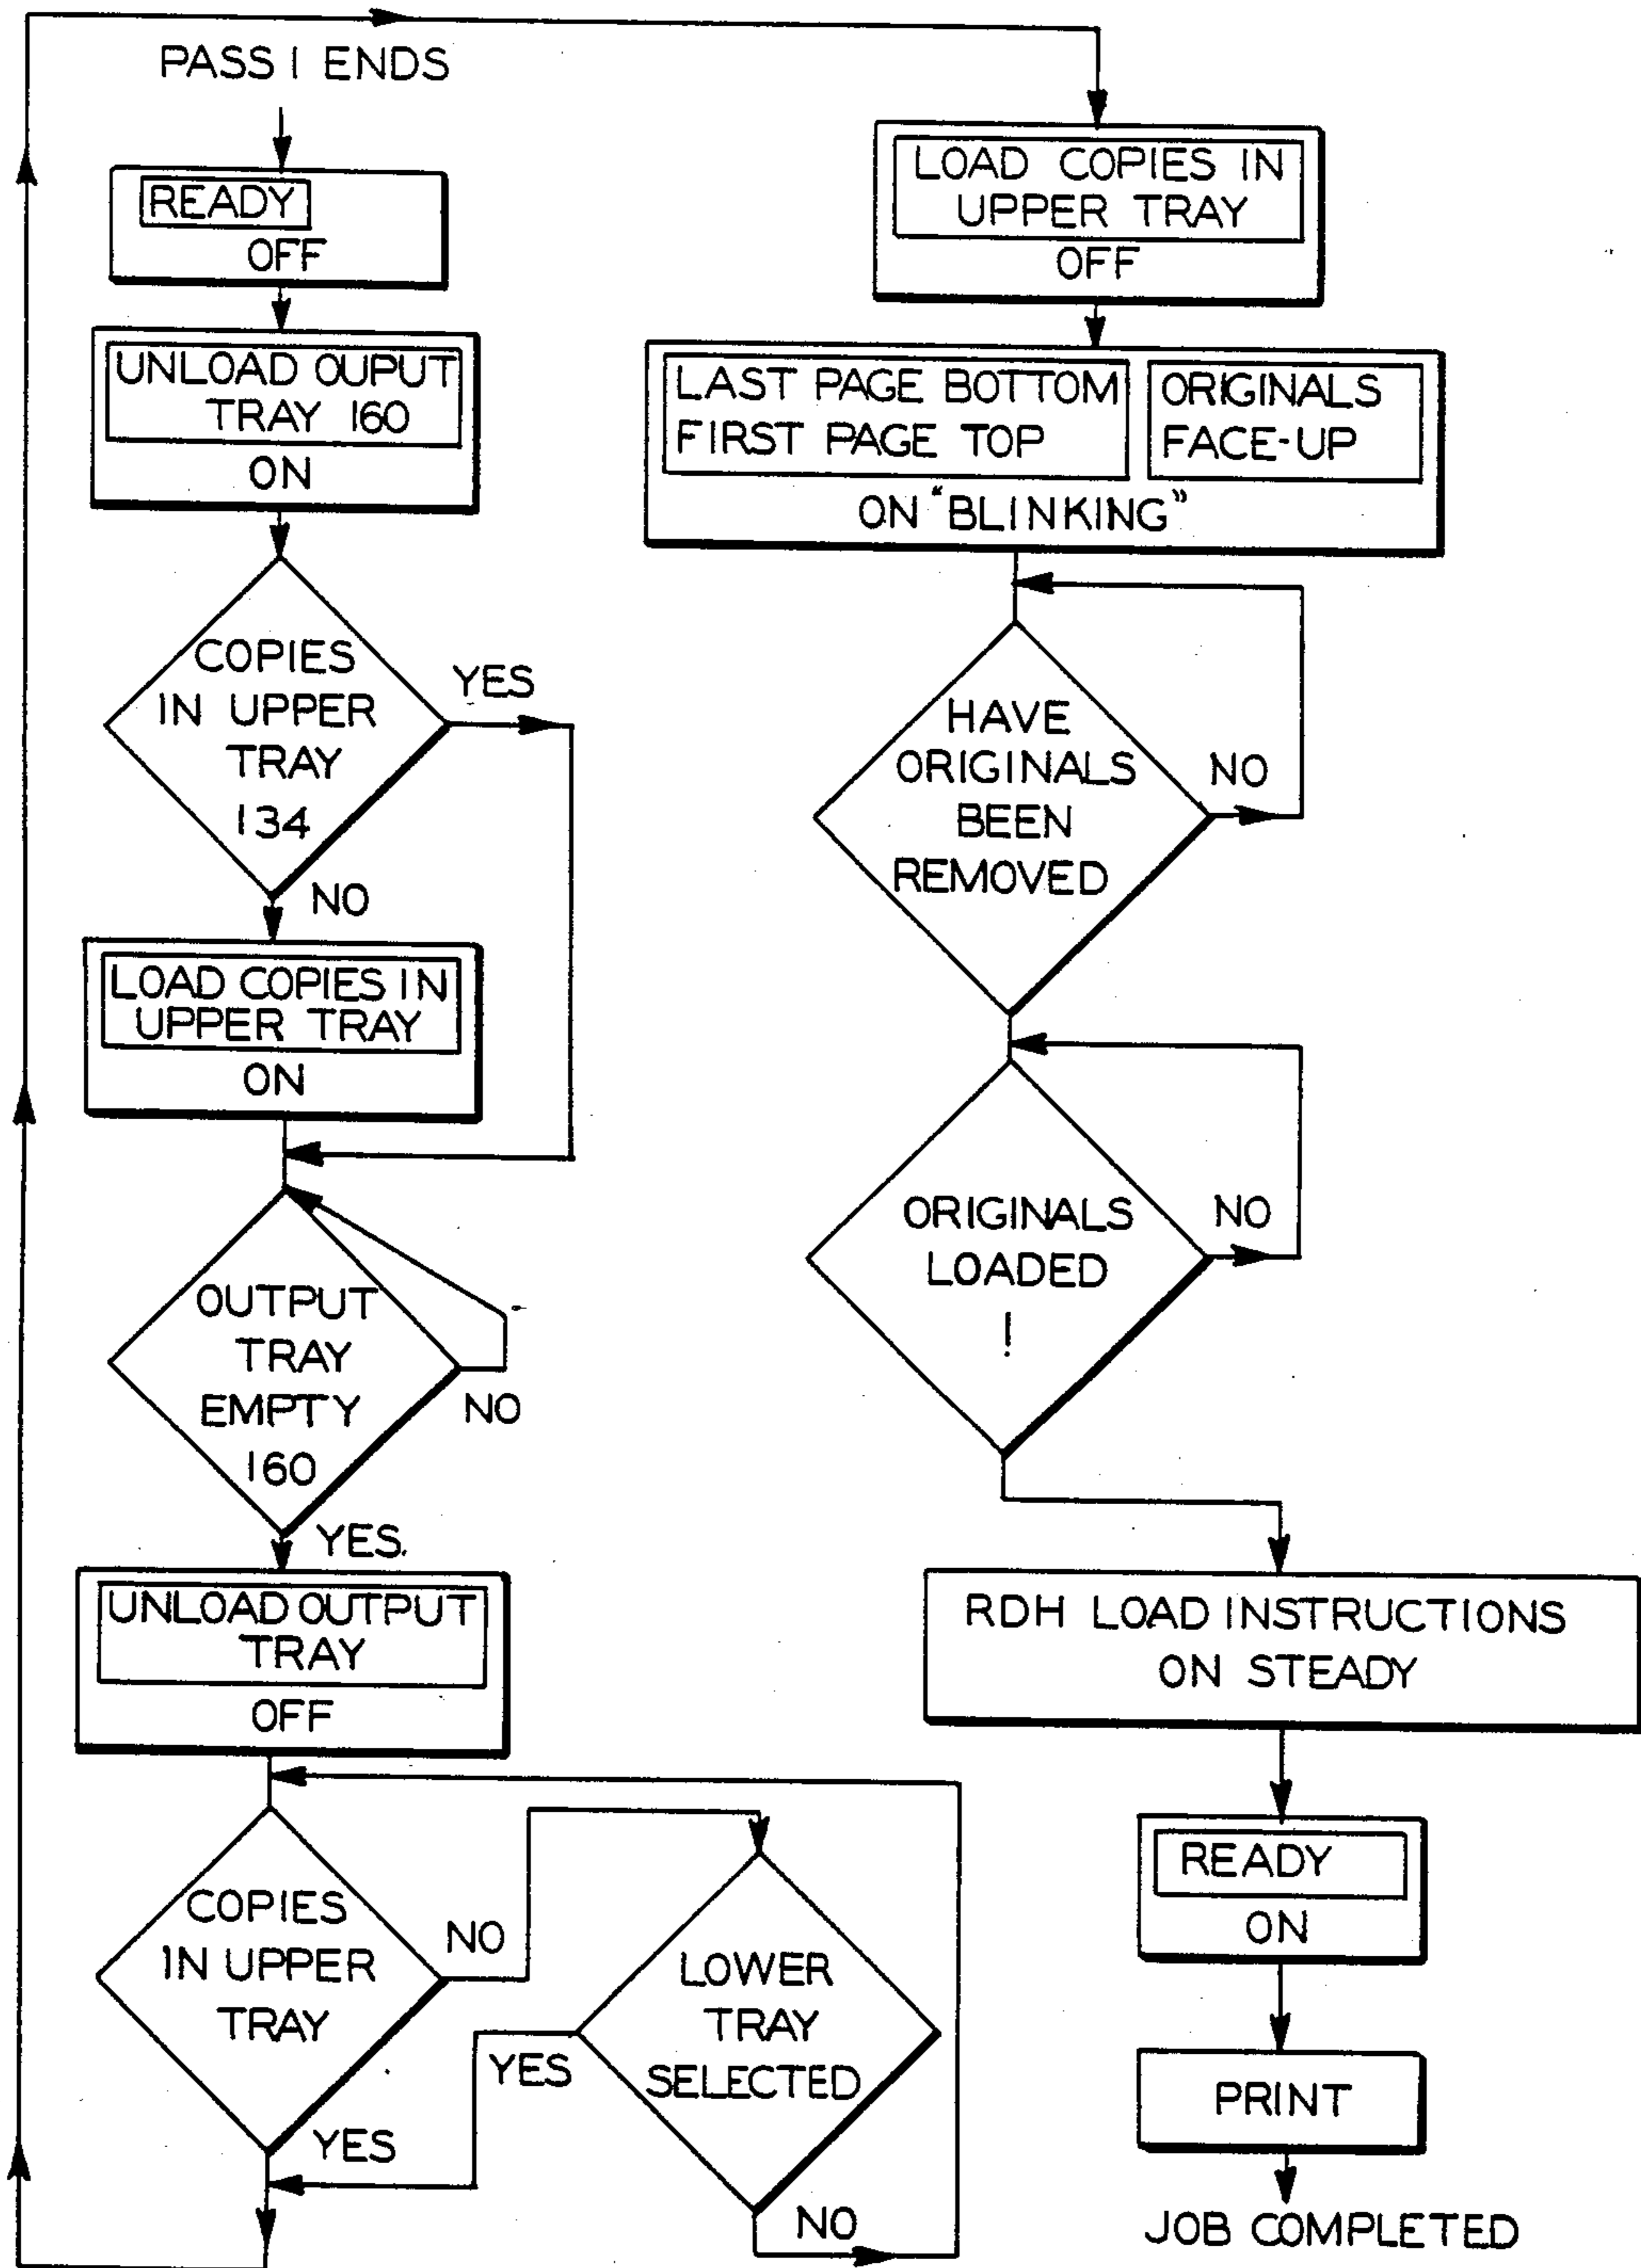 PASS 1 ENDS
READY
OFF
UNLOAD OUPUT
TRAY 160
ON
COPIES
IN UPPER
TRAY
134
YES
NO
LOAD COPIES IN
UPPER TRAY
ON
OUTPUT
TRAY
EMPTY
160
NO
YES.
UNLOAD OUTPUT
TRAY
OFF
COPIES
IN UPPER
TRAY
NO
YES
LOWER
TRAY
SELECTED
YES
NO
LOAD COPIES IN
UPPER TRAY
OFF
LAST PAGE BOTTOM
FIRST PAGE TOP
ORIGINALS
FACE-UP
ON "BLINKING"
HAVE
ORIGINALS
BEEN
REMOVED
NO
ORIGINALS
LOADED
!
NO
RDH LOAD INSTRUCTIONS
ON STEADY
READY
ON
PRINT
JOB COMPLETED